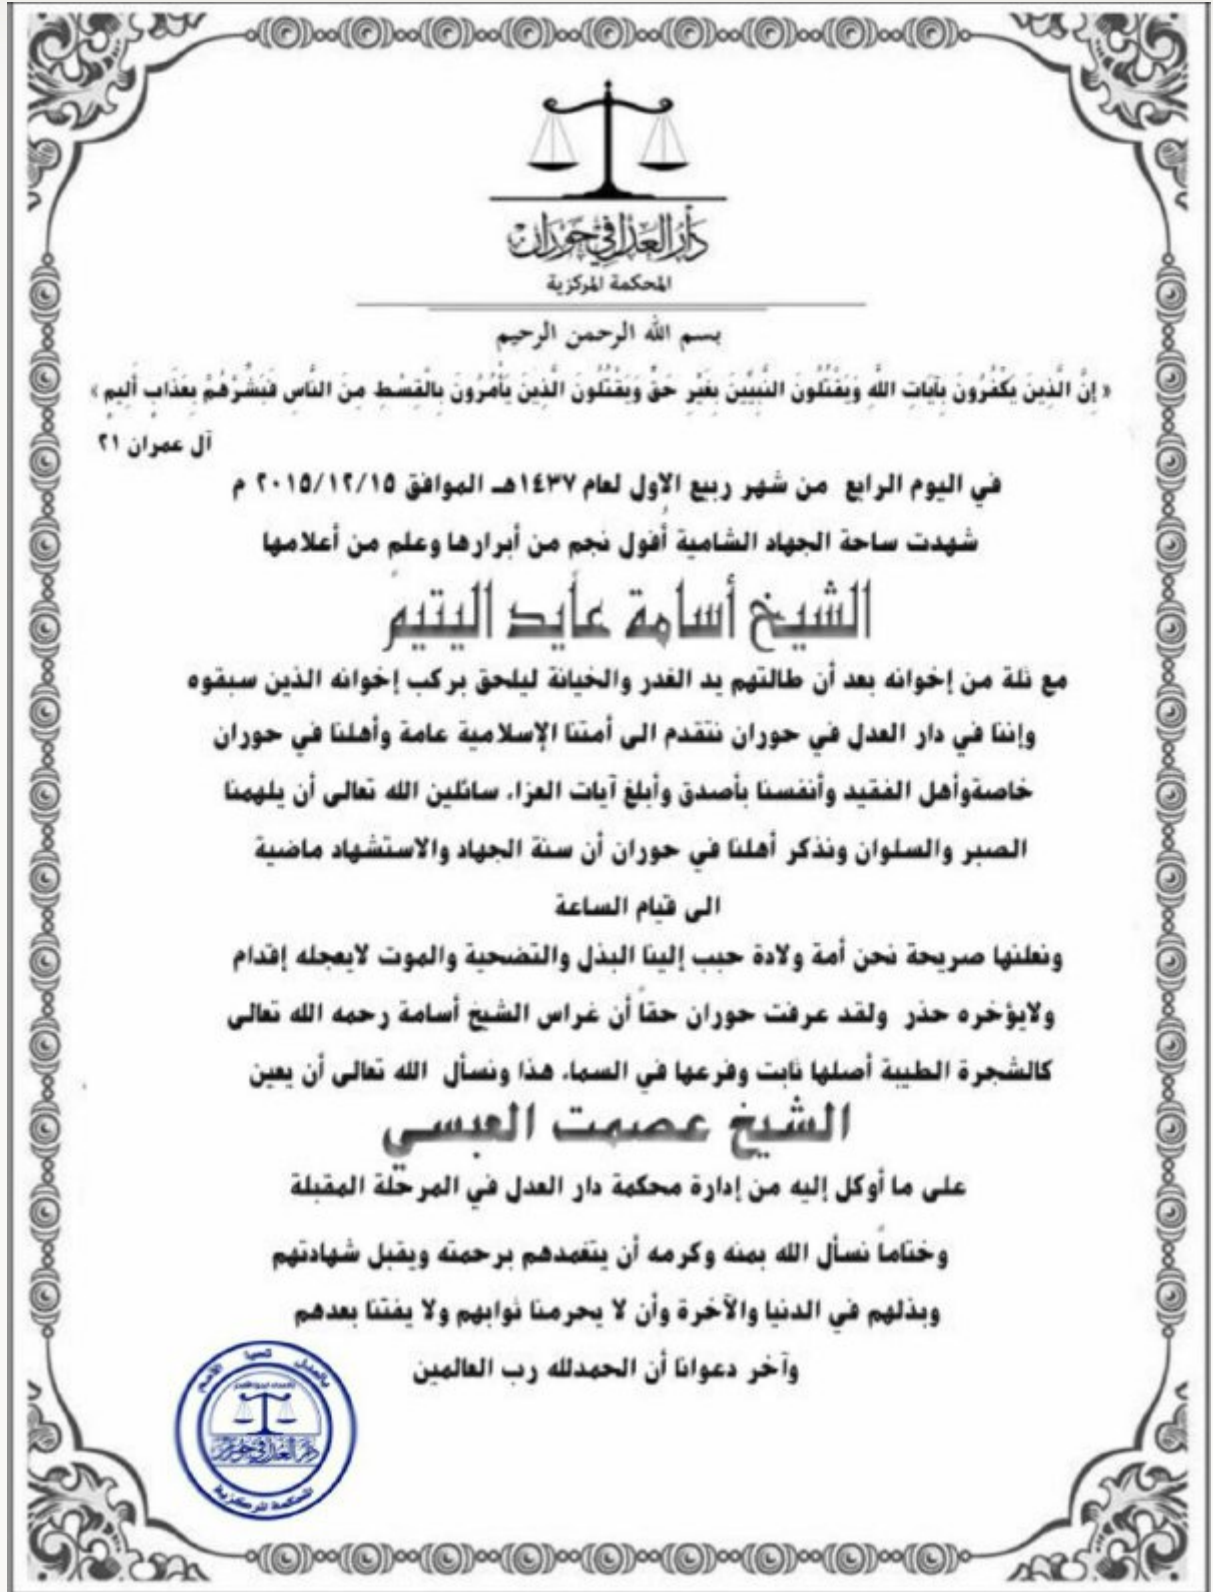 دار العدل في حوران
المحكمة المركزية
بسم الله الرحمن الرحيم
« إِنَّ الَّذِينَ يَكْفُرُونَ بِآيَاتِ اللَّهِ وَيَقْتُلُونَ النَّبِيِّينَ بِغَيْرِ حَقٍّ وَيَقْتُلُونَ الَّذِينَ يَأْمُرُونَ بِالْقِسْطِ مِنَ النَّاسِ فَبَشِّرْهُمْ بِعَذَابٍ أَلِيمٍ »
آل عمران ٢١
في اليوم الرابع من شهر ربيع الاول لعام ١٤٣٧هـ الموافق ٢٠١٥/١٢/١٥ م
شهدت ساحة الجهاد الشامية أفول نجم من أبرارها وعلم من أعلامها
الشيخ أسامة عايد اليتيم
مع ثلة من إخوانه بعد أن طالتهم يد الغدر والخيانة ليلحق بركب إخوانه الذين سبقوه
وإننا في دار العدل في حوران نتقدم الى أمتنا الإسلامية عامة وأهلنا في حوران
خاصةوأهل الفقيد وأنفسنا بأصدق وأبلغ آيات العزاء سائلين الله تعالى أن يلهمنا
الصبر والسلوان ونذكر أهلنا في حوران أن سنة الجهاد والاستشهاد ماضية
الى قيام الساعة
ونعلنها صريحة نحن أمة ولادة حبب إلينا البذل والتضحية والموت لايعجله إقدام
ولايؤخره حذر ولقد عرفت حوران حقاً أن غراس الشيخ أسامة رحمه الله تعالى
كالشجرة الطيبة أصلها ثابت وفرعها في السماء هذا ونسأل الله تعالى أن يعين
الشيخ عصمت العبسي
على ما أوكل إليه من إدارة محكمة دار العدل في المرحلة المقبلة
وختاماً نسأل الله بمنه وكرمه أن يتغمدهم برحمته ويقبل شهادتهم
وبذلهم في الدنيا والآخرة وأن لا يحرمنا ثوابهم ولا يفتنا بعدهم
وآخر دعوانا أن الحمدلله رب العالمين
بالعدل تحيا الأمم
دار العدل في حوران
المحكمة المركزية